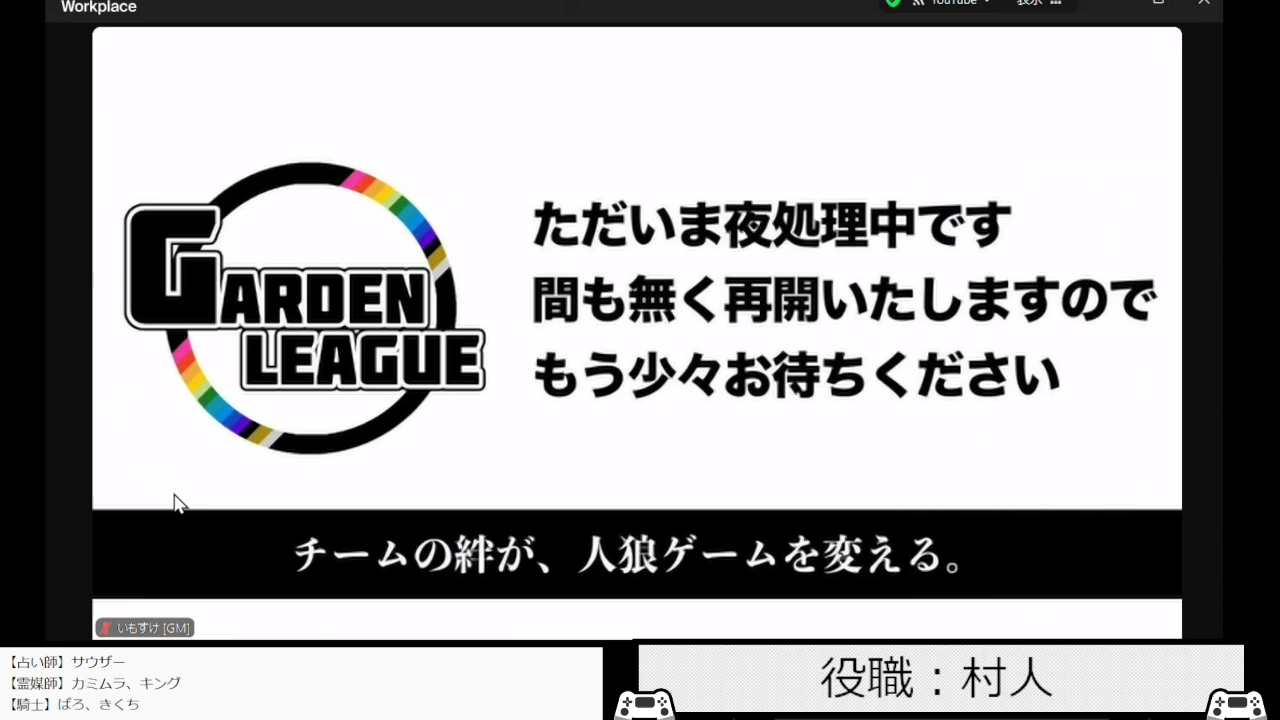 Workplace
YouTube
表示
GARDEN
LEAGUE
ただいま夜処理中です
間も無く再開いたしますので
もう少々お待ちください
チームの絆が、人狼ゲームを変える。
いもすけ [GM]
【占い師】サウザー
【霊媒師】カミムラ、キング
【騎士】ぱろ、きくち
役職：村人